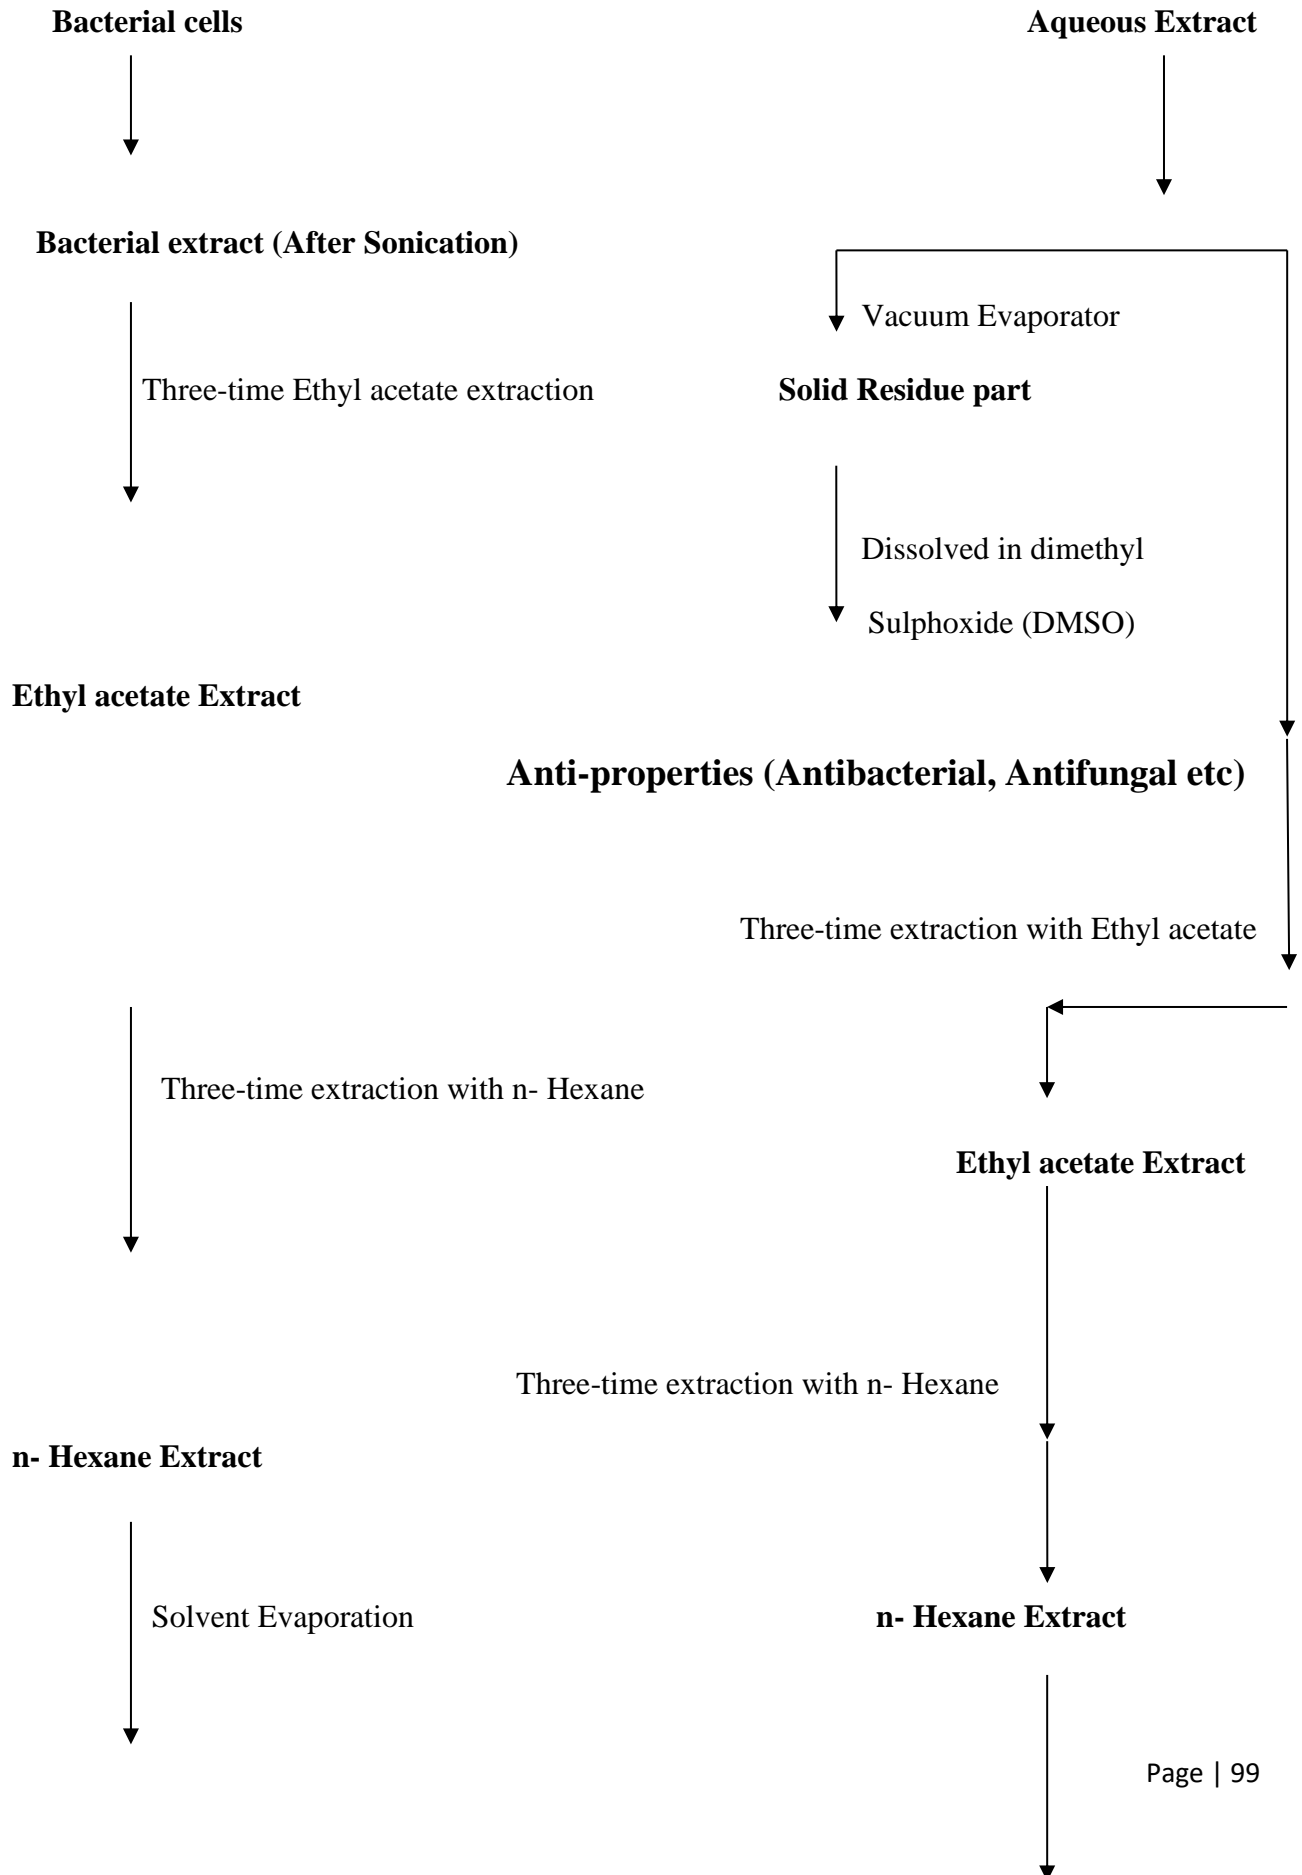 Bacterial cells
Aqueous Extract
Bacterial extract (After Sonication)
Vacuum Evaporator
Three-time Ethyl acetate extraction
Solid Residue part
Dissolved in dimethyl
Sulphoxide (DMSO)
Ethyl acetate Extract
Anti-properties (Antibacterial, Antifungal etc)
Three-time extraction with Ethyl acetate
Three-time extraction with n- Hexane
Ethyl acetate Extract
Three-time extraction with n- Hexane
n- Hexane Extract
Solvent Evaporation
n- Hexane Extract
Page | 99